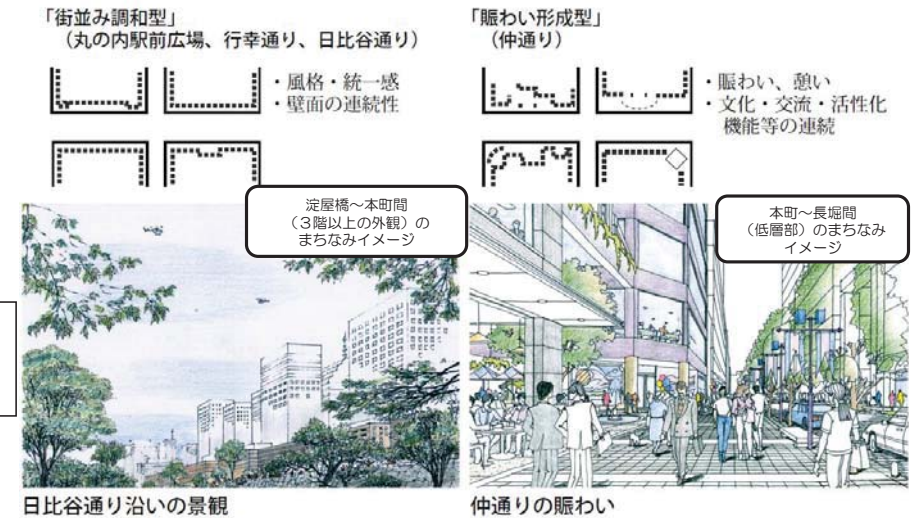 「街並み調和型」
（丸の内駅前広場、行幸通り、日比谷通り）
・風格・統一感
・壁面の連続性
「賑わい形成型」
（仲通り）
・賑わい、憩い
・文化・交流・活性化
機能等の連続
淀屋橋～本町間
（３階以上の外観）の
まちなみイメージ
本町～長堀間
（低層部）のまちなみ
イメージ
日比谷通り沿いの景観
仲通りの賑わい